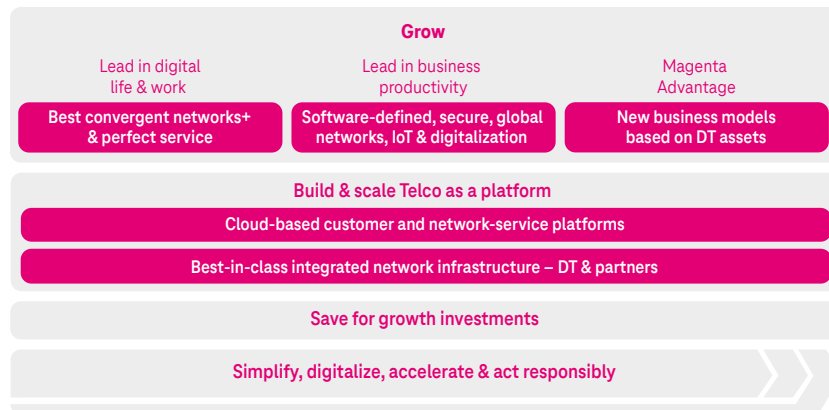 Grow
Lead in digital
life & work
Best convergent networks+
& perfect service
Lead in business
productivity
Software-defined, secure, global
networks, IoT & digitalization
Magenta
Advantage
New business models
based on DT assets
Build & scale Telco as a platform
Cloud-based customer and network-service platforms
Best-in-class integrated network infrastructure – DT & partners
Save for growth investments
Simplify, digitalize, accelerate & act responsibly